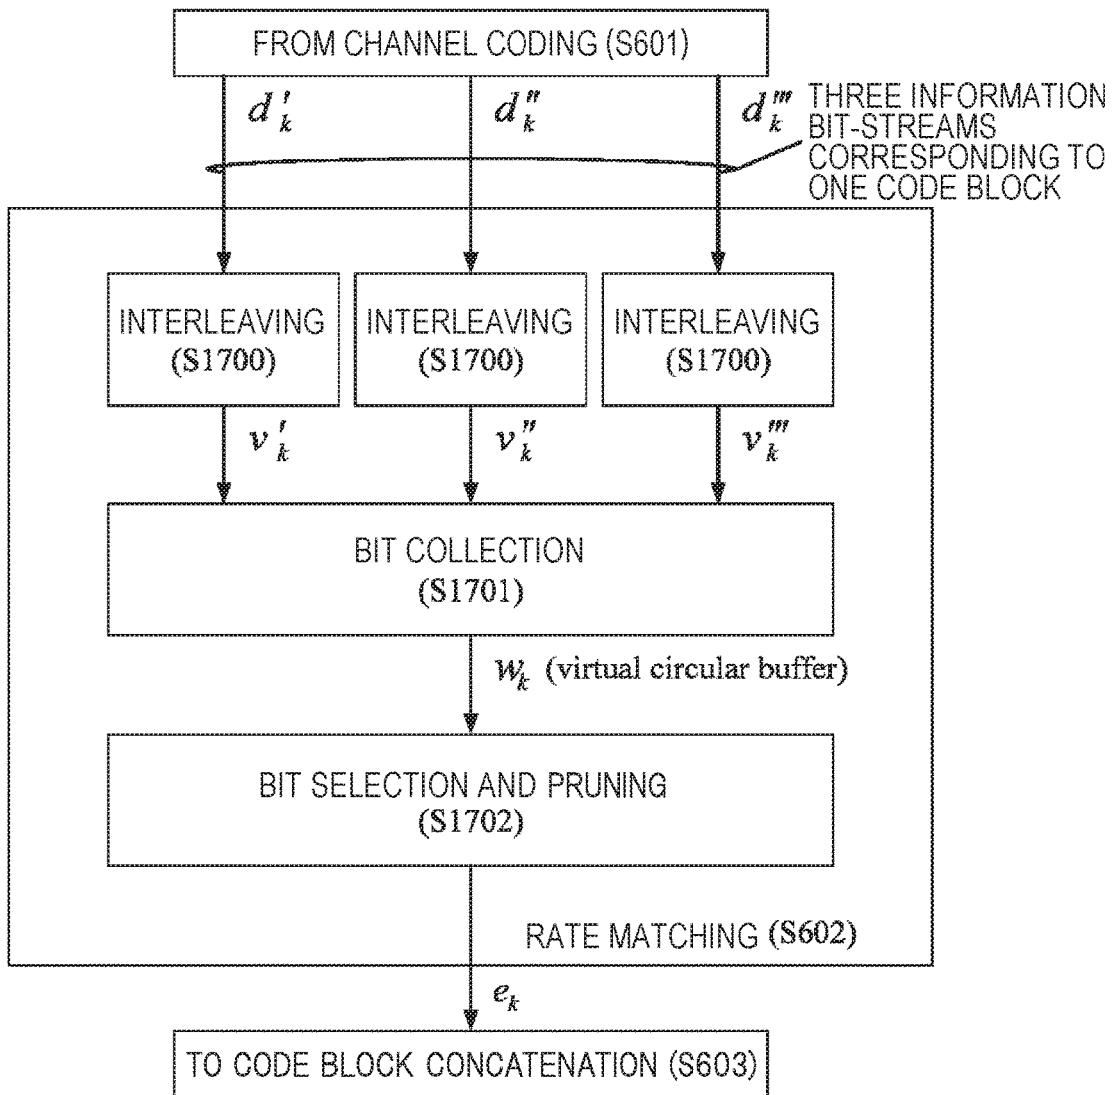 FROM CHANNEL CODING (S601)
d'k d''k d'''k
THREE INFORMATION
BIT-STREAMS
CORRESPONDING TO
ONE CODE BLOCK
INTERLEAVING INTERLEAVING INTERLEAVING
(S1700) (S1700) (S1700)
v'k v''k v'''k
BIT COLLECTION
(S1701)
wk (virtual circular buffer)
BIT SELECTION AND PRUNING
(S1702)
RATE MATCHING (S602)
ek
TO CODE BLOCK CONCATENATION (S603)